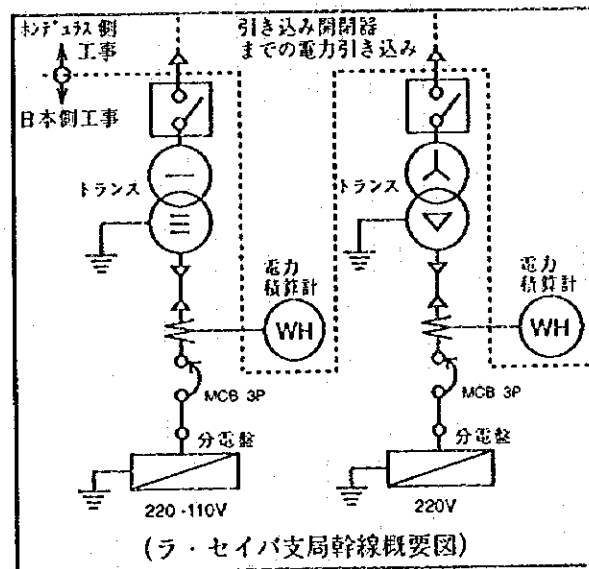 ホンデュラス側
工事
日本側工事
引き込み開閉器
までの電力引き込み
トランス
トランス
電力
積算計
WH
電力
積算計
WH
MCB 3P
MCB 3P
分電盤
分電盤
220-110V
220V
(ラ・セイバ支局幹線概要図)